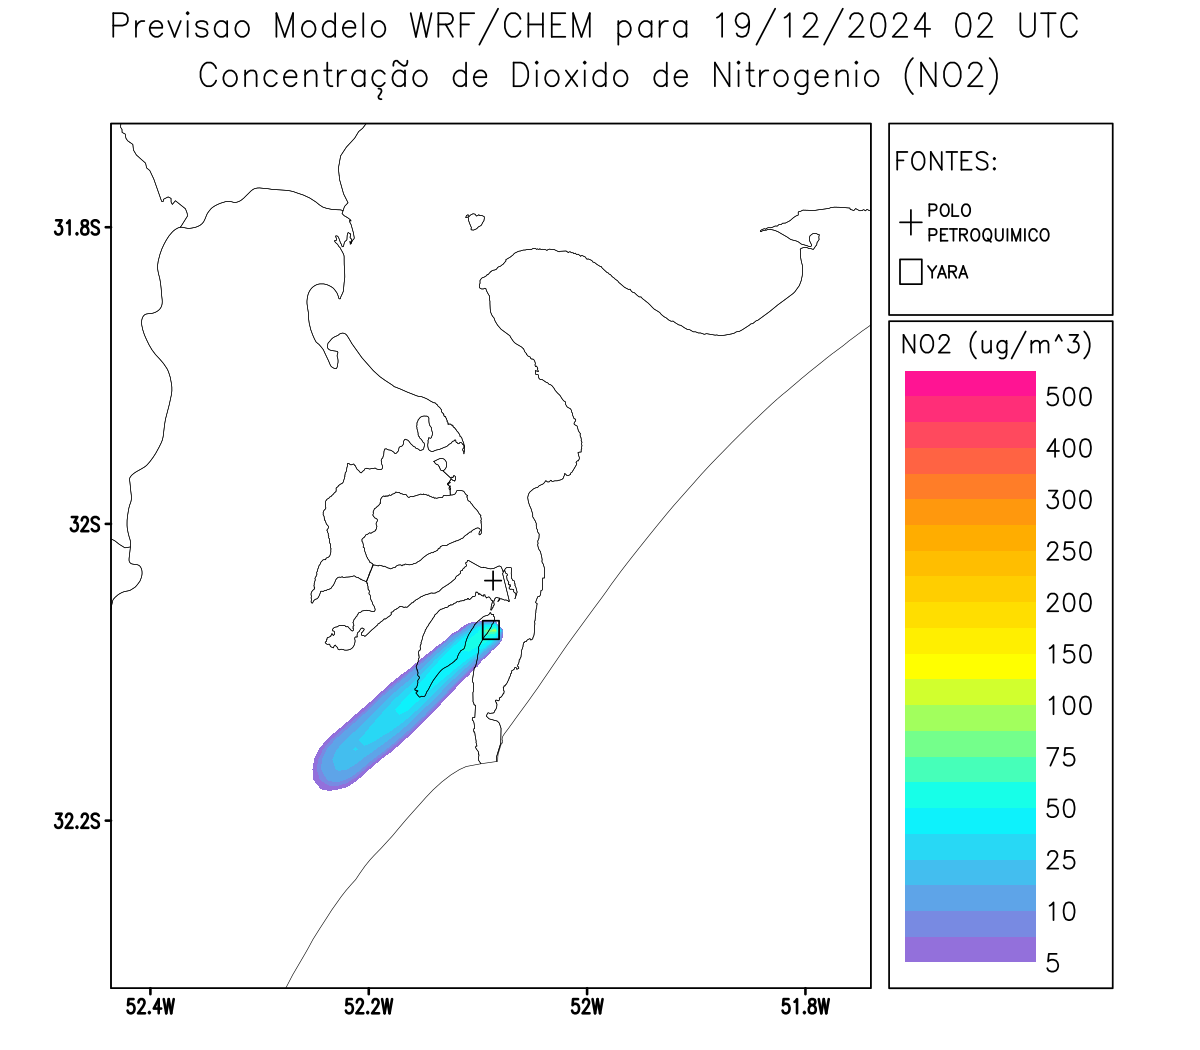 Previsao Modelo WRF/CHEM para 19/12/2024 02 UTC
Concentração de Dioxido de Nitrogenio (NO2)
FONTES:
POLO
PETROQUIMICO
YARA
NO2 (ug/m^3)
500
400
300
250
200
150
100
75
50
25
10
5
31.8S
32S
32.2S
52.4W
52.2W
52W
51.8W